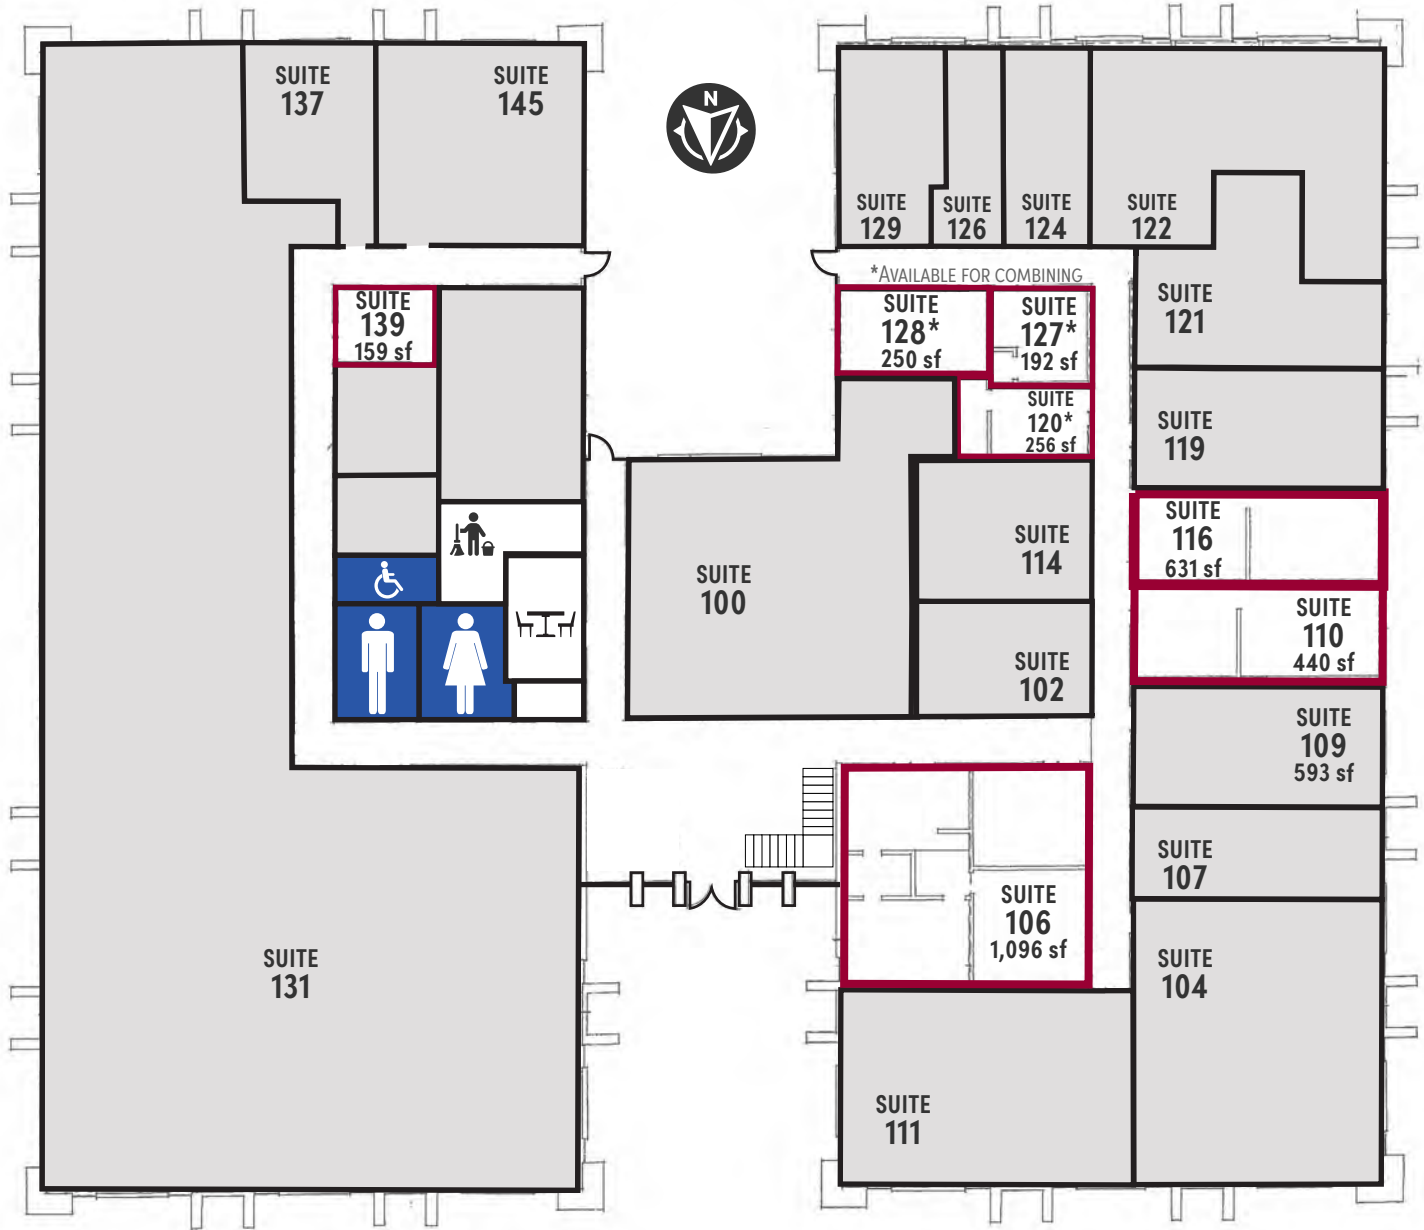 SUITE
137
SUITE
145
N
SUITE
129
SUITE
126
SUITE
124
SUITE
122
*AVAILABLE FOR COMBINING
SUITE
139
159 sf
SUITE
128*
250 sf
SUITE
127*
192 sf
SUITE
121
SUITE
120*
256 sf
SUITE
119
SUITE
116
631 sf
SUITE
114
SUITE
100
SUITE
110
440 sf
SUITE
102
SUITE
109
593 sf
SUITE
107
SUITE
106
1,096 sf
SUITE
131
SUITE
104
SUITE
111